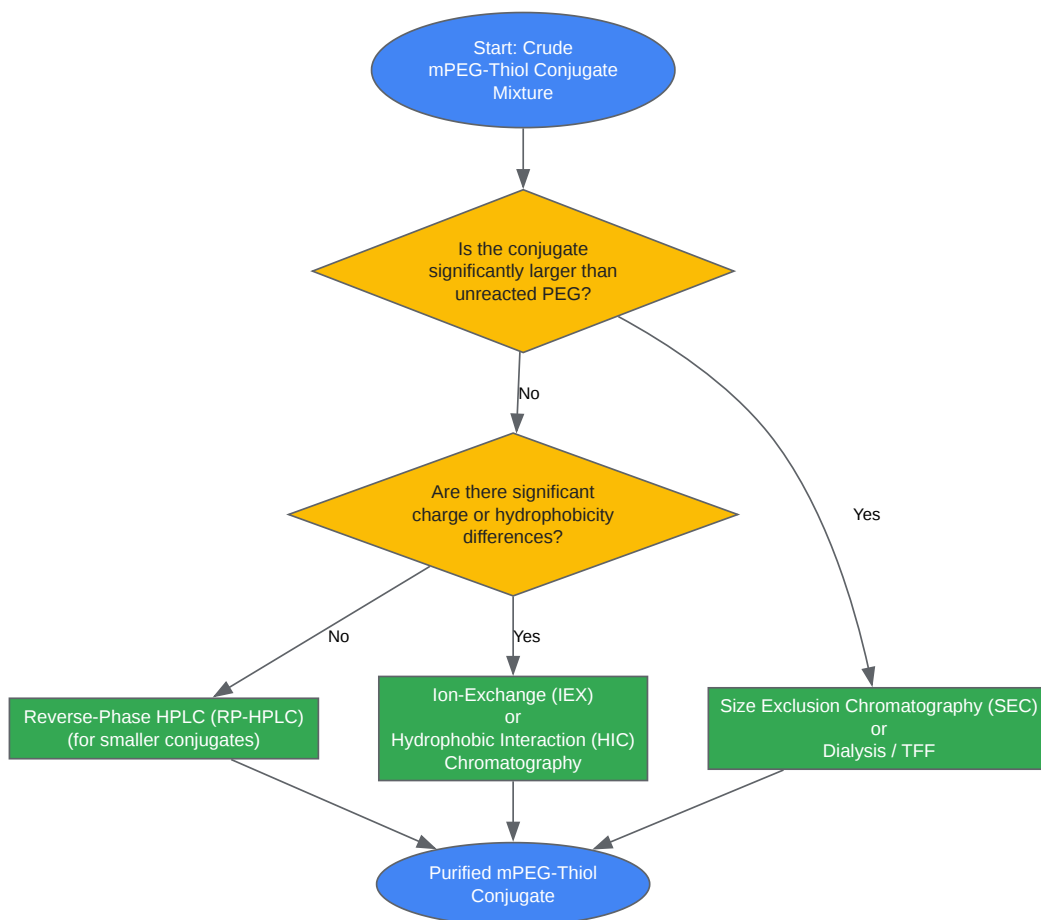 Start: Crude
mPEG-Thiol Conjugate
Mixture
Is the conjugate
significantly larger than
unreacted PEG?
No
Yes
Are there significant
charge or hydrophobicity
differences?
No
Yes
Reverse-Phase HPLC (RP-HPLC)
(for smaller conjugates)
Ion-Exchange (IEX)
or
Hydrophobic Interaction (HIC)
Chromatography
Size Exclusion Chromatography (SEC)
or
Dialysis / TFF
Purified mPEG-Thiol
Conjugate